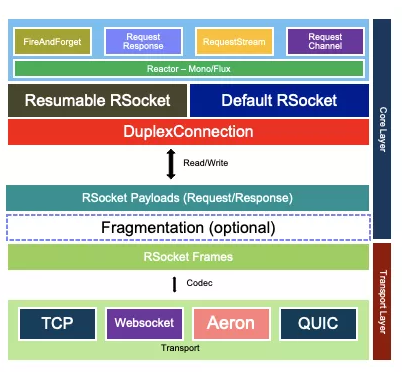 FireAndForget
Request
Response
RequestStream
Request
Channel
Reactor – Mono/Flux
Resumable RSocket
Default RSocket
DuplexConnection
Read/Write
RSocket Payloads (Request/Response)
Fragmentation (optional)
RSocket Frames
Codec
TCP
Websocket
Aeron
QUIC
Transport
Core Layer
Transport Layer